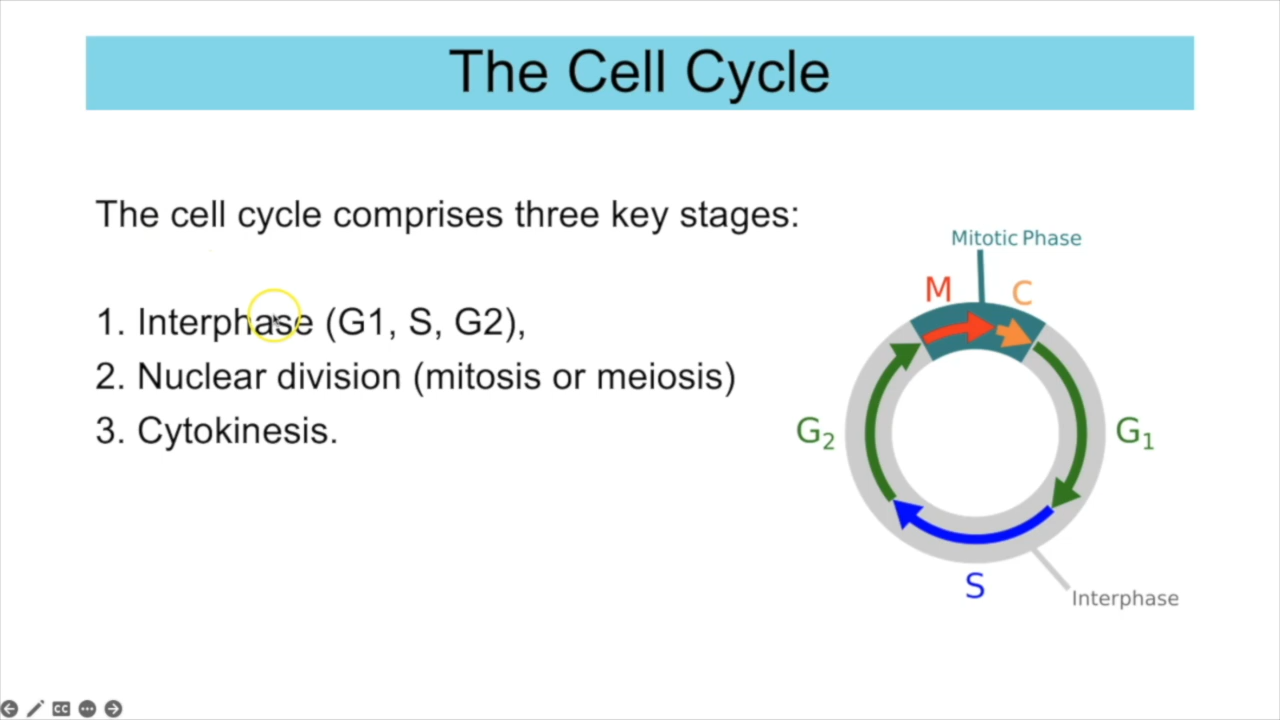 The Cell Cycle
The cell cycle comprises three key stages:
1. Interphase (G1, S, G2),
2. Nuclear division (mitosis or meiosis)
3. Cytokinesis.
Mitotic Phase
M
C
G₂
G₁
S
Interphase
CC